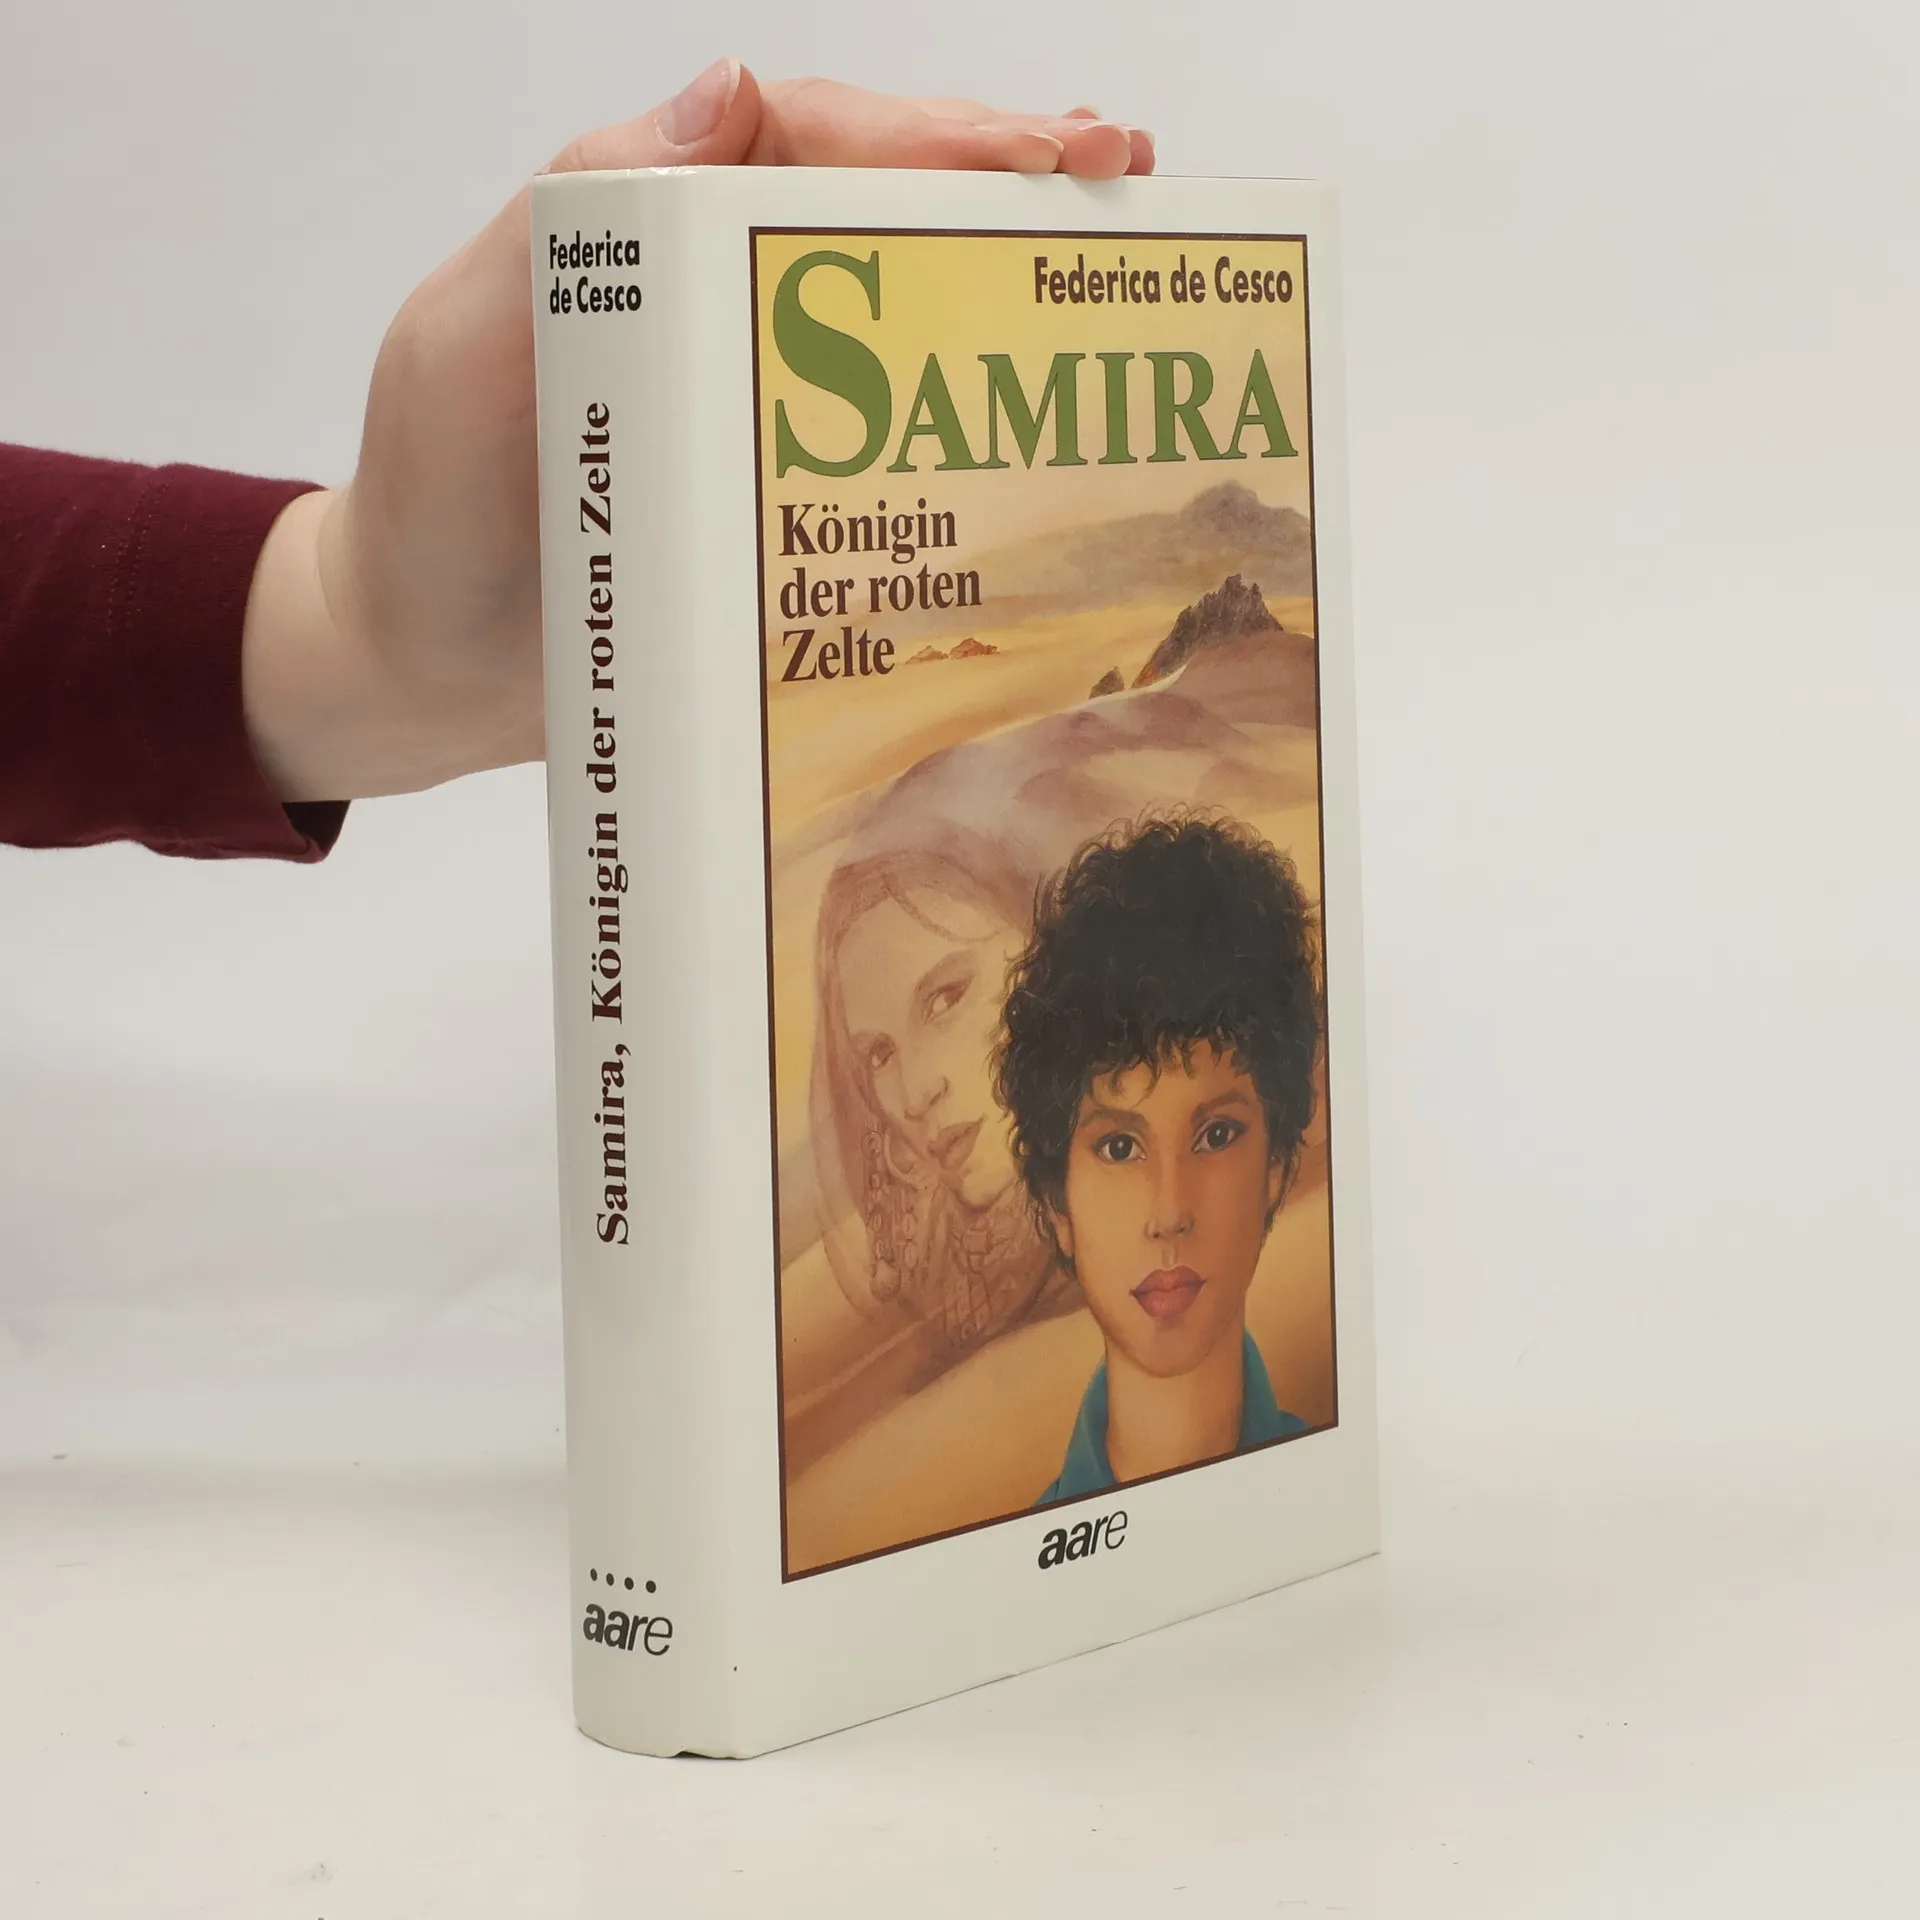 Federica
de Cesco
Samira, Königin der roten Zelte
aare
Federica de Cesco
SAMIRA
Königin
der roten
Zelte
aare